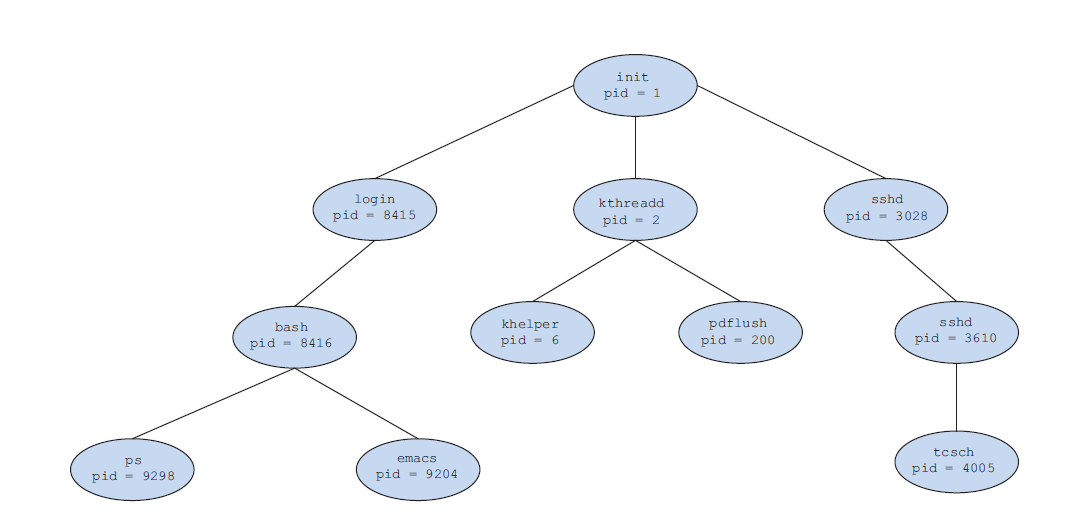 init
pid = 1
login
pid = 8415
kthreadd
pid = 2
sshd
pid = 3028
bash
pid = 8416
khelper
pid = 6
pdflush
pid = 200
sshd
pid = 3610
ps
pid = 9298
emacs
pid = 9204
tcsch
pid = 4005